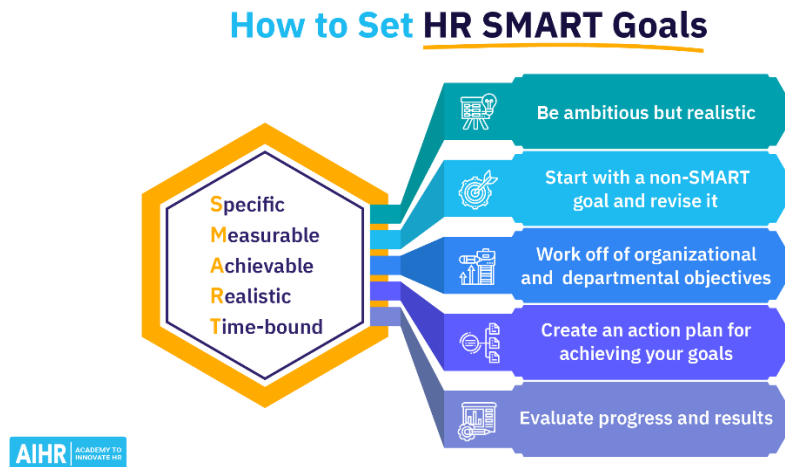 How to Set HR SMART Goals
Specific
Measurable
Achievable
Realistic
Time-bound
Be ambitious but realistic
Start with a non-SMART
goal and revise it
Work off of organizational
and departmental objectives
Create an action plan for
achieving your goals
Evaluate progress and results
AIHR
ACADEMY TO
INNOVATE HR